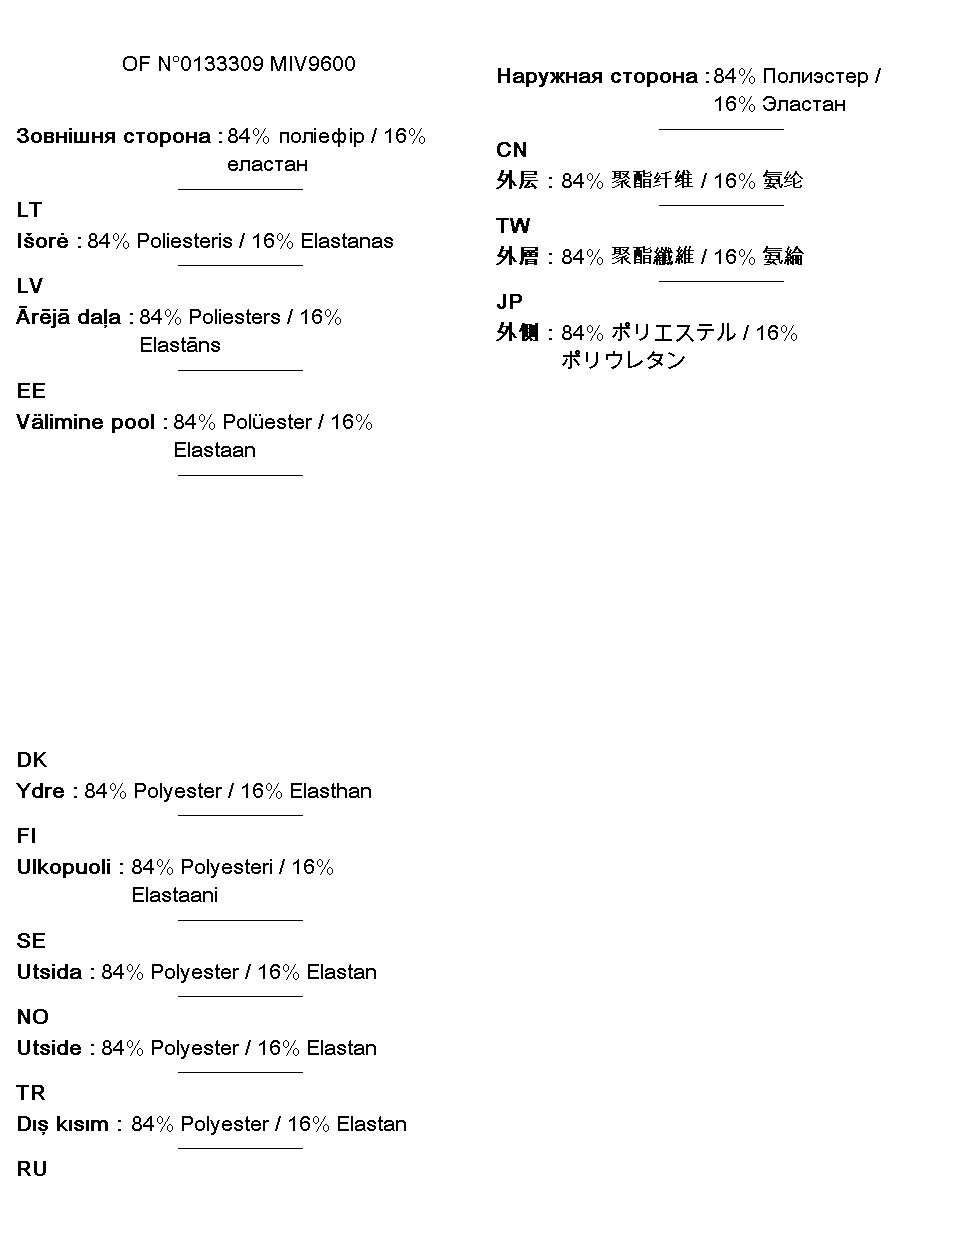 OF N°0133309 MIV9600
Зовнішня сторона : 84% поліефір / 16%
еластан
LT
Išorė : 84% Poliesteris / 16% Elastanas
LV
Ārējā daļa : 84% Poliesters / 16%
Elastāns
EE
Välimine pool : 84% Polüester / 16%
Elastaan
DK
Ydre : 84% Polyester / 16% Elasthan
FI
Ulkopuoli : 84% Polyesteri / 16%
Elastaani
SE
Utsida : 84% Polyester / 16% Elastan
NO
Utside : 84% Polyester / 16% Elastan
TR
Dış kısım : 84% Polyester / 16% Elastan
RU
Наружная сторона : 84% Полиэстер /
16% Эластан
CN
外层 : 84% 聚酯纤维 / 16% 氨纶
TW
外層 : 84% 聚酯纖維 / 16% 氨綸
JP
外側 : 84% ポリエステル / 16%
ポリウレタン